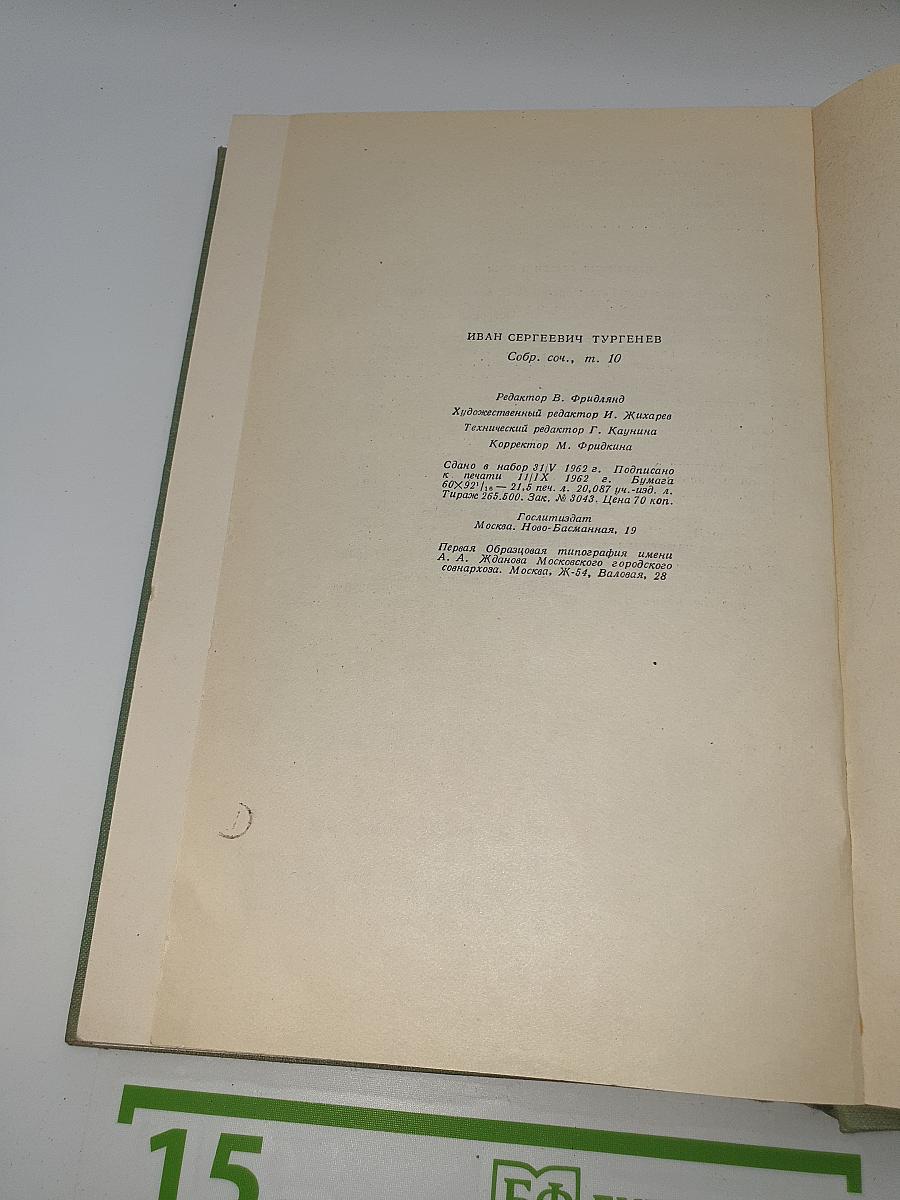 ИВАН СЕРГЕЕВИЧ ТУРГЕНЕВ
Собр. соч., т. 10
Редактор В. Фридлянд
Художественный редактор И. Жихарев
Технический редактор Г. Каунина
Корректор М. Фридкина
Сдано в набор 31/V 1962 г. Подписано
к печати 11/IX 1962 г. Бумага
60×92¹/₁₆ — 21,5 печ. л. 20,087 уч.-изд. л.
Тираж 265.500. Зак. № 3043. Цена 70 коп.
Гослитиздат
Москва. Ново-Басманная, 19
Первая Образцовая типография имени
А. А. Жданова Московского городского
совнархоза. Москва, Ж-54, Валовая, 28
15